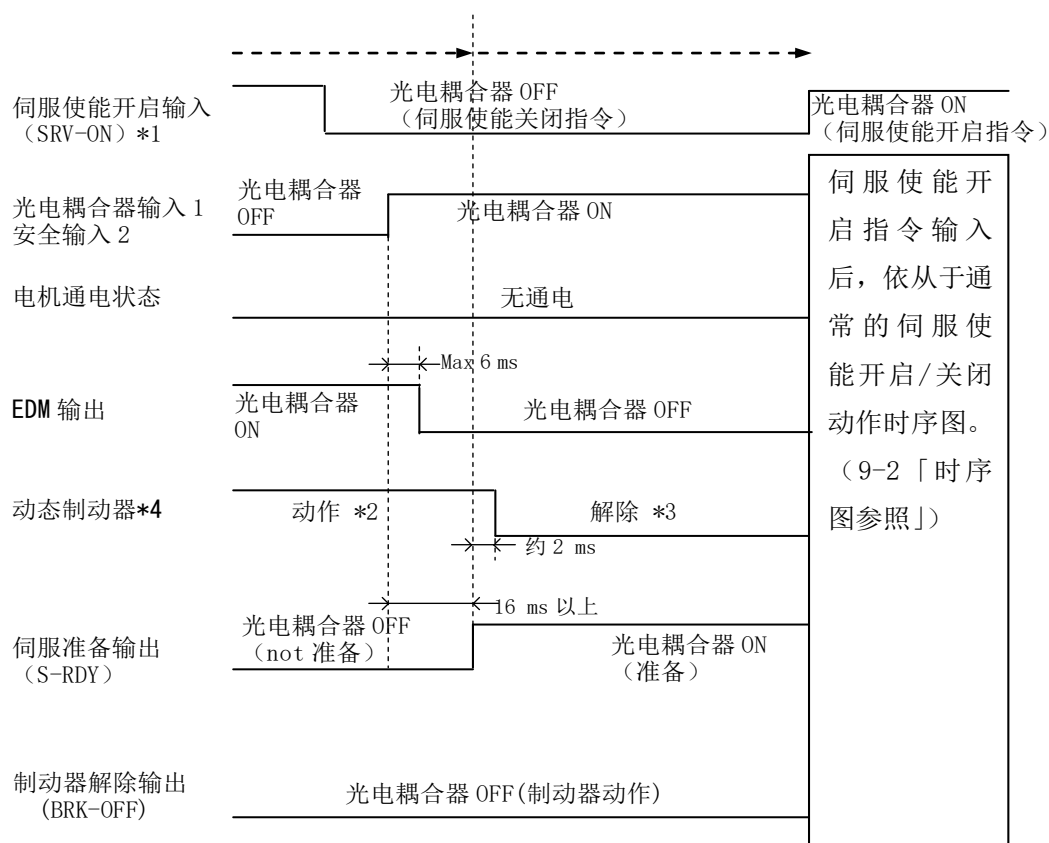 伺服使能开启输入
（SRV-ON）*1
光电耦合器 OFF
（伺服使能关闭指令）
光电耦合器 ON
（伺服使能开启指令）
光电耦合器输入 1
安全输入 2
光电耦合器
OFF
光电耦合器 ON
电机通电状态
无通电
Max 6 ms
EDM 输出
光电耦合器
ON
光电耦合器 OFF
动态制动器*4
动作 *2
解除 *3
约 2 ms
16 ms 以上
伺服准备输出
（S-RDY）
光电耦合器 OFF
（not 准备）
光电耦合器 ON
（准备）
制动器解除输出
(BRK-OFF)
光电耦合器 OFF(制动器动作)
伺服使能开
启指令输入
后，依从于通
常的伺服使
能开启/关闭
动作时序图。
（9-2「时序
图参照」）